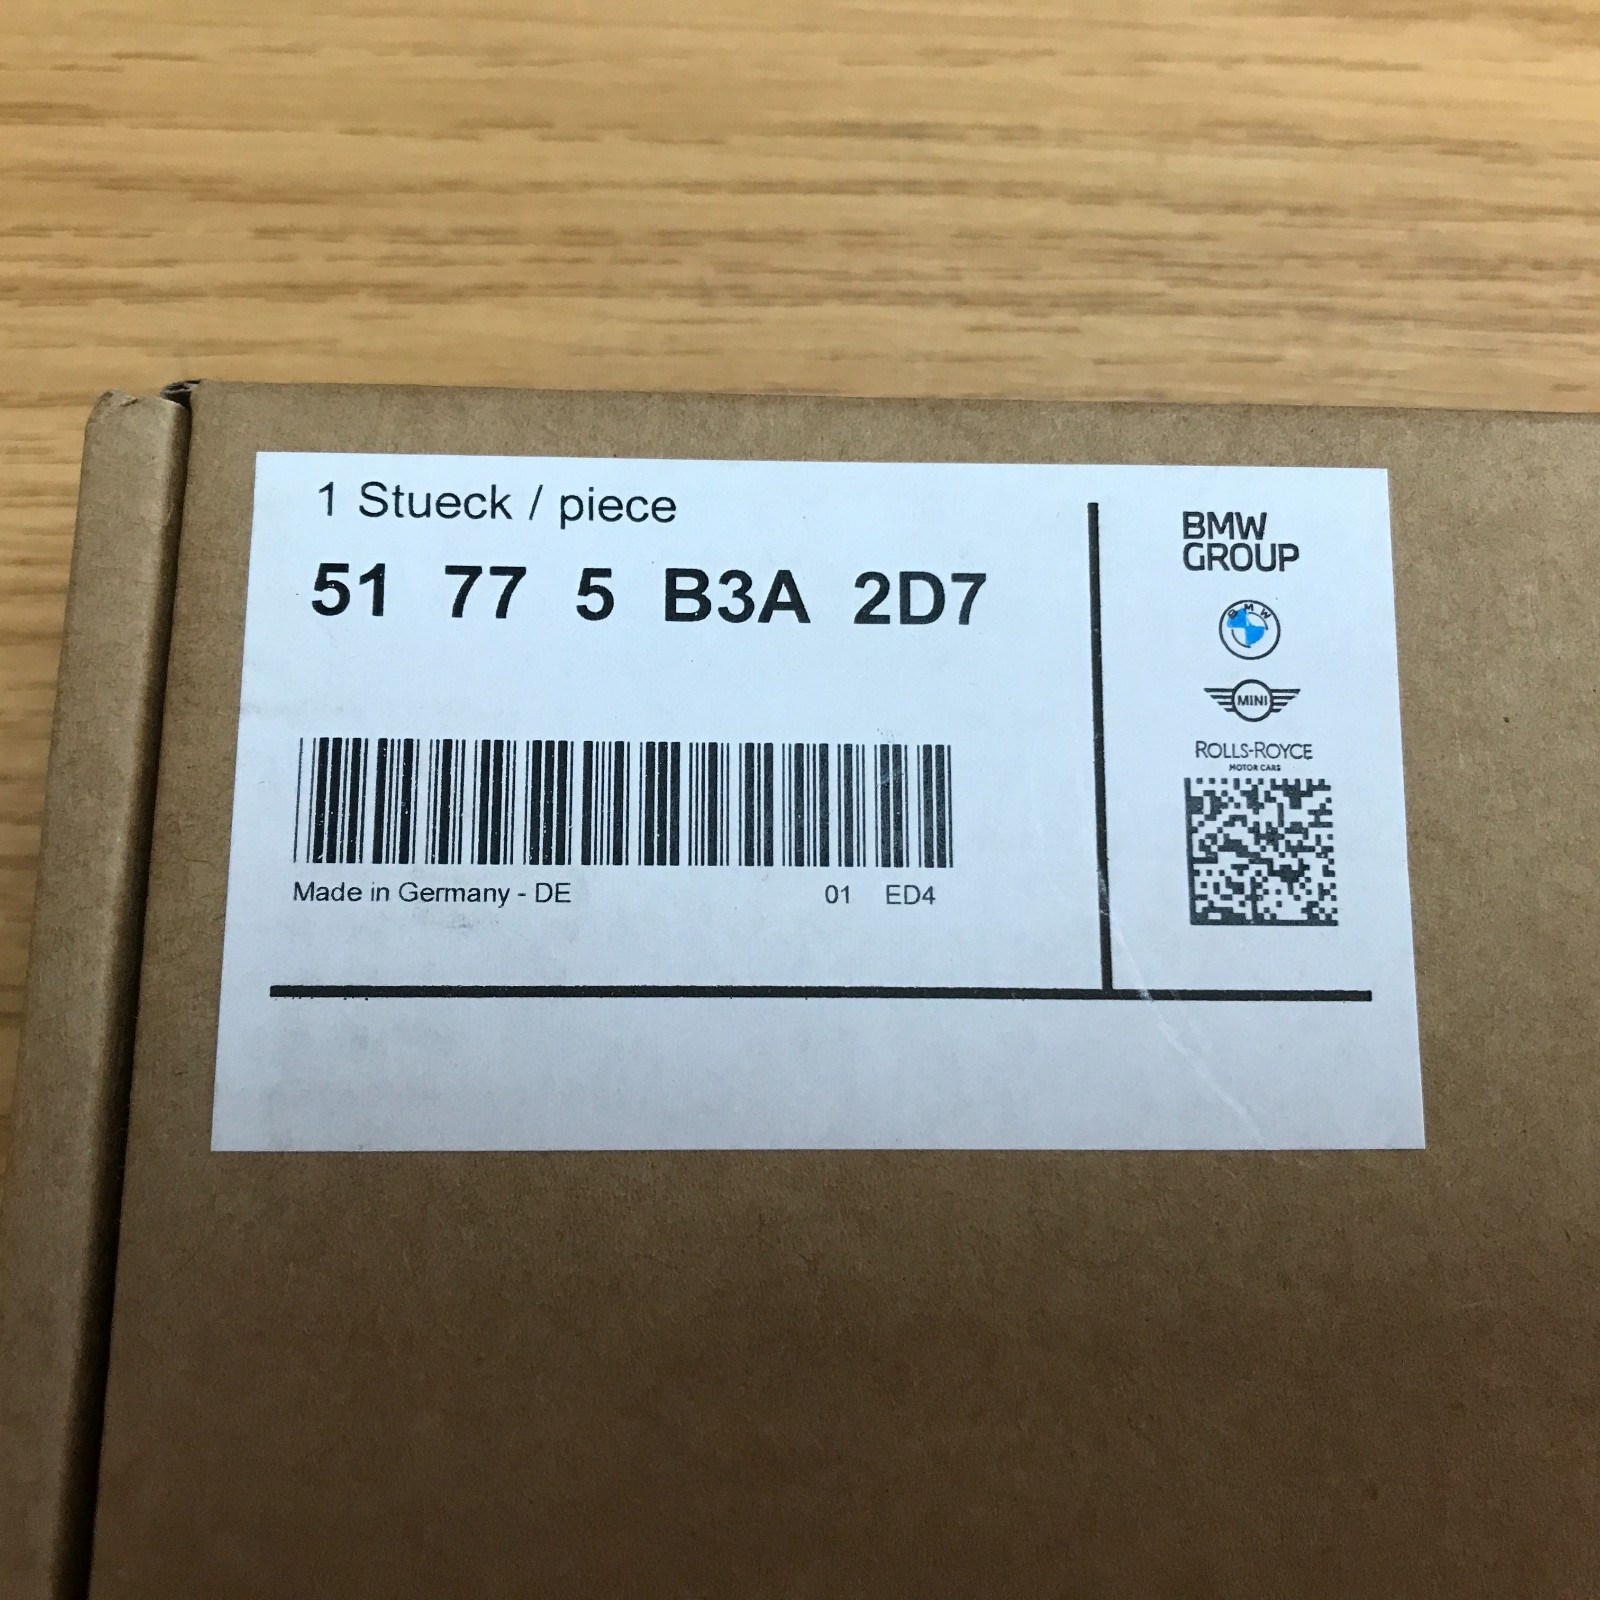 1 Stueck / piece
51 77 5 B3A 2D7
Made in Germany - DE
01 ED4
BMW
GROUP
BMW
MINI
ROLLS-ROYCE
MOTOR CARS